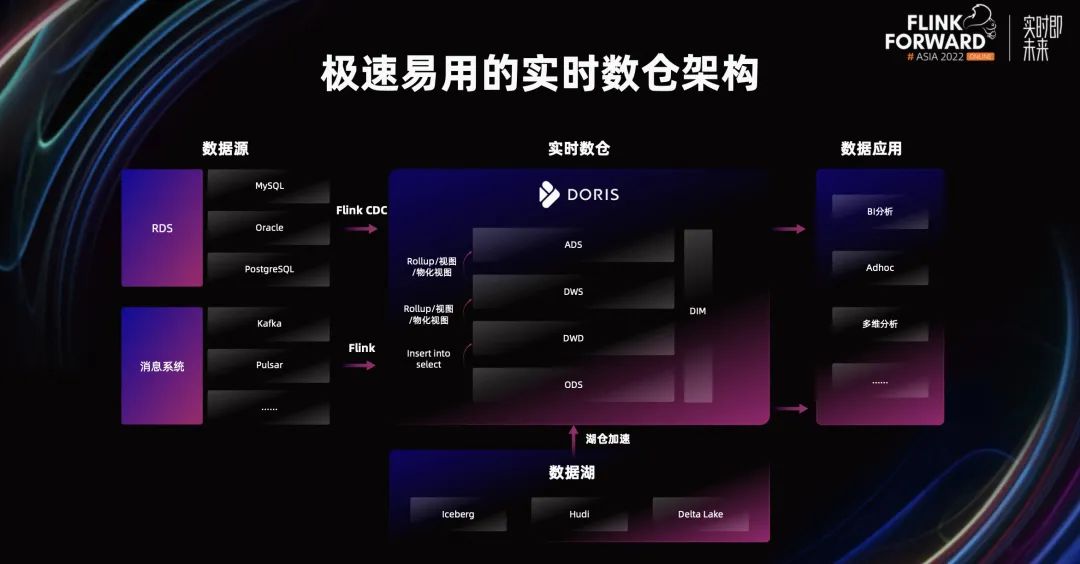 FLINK
FORWARD
# ASIA 2022 ONLINE
实时即
未来
极速易用的实时数仓架构
数据源
实时数仓
数据应用
RDS
MySQL
Oracle
PostgreSQL
消息系统
Kafka
Pulsar
......
Flink CDC
Flink
DORIS
ADS
Rollup/视图
/物化视图
DWS
Rollup/视图
/物化视图
DWD
Insert into
select
ODS
DIM
BI分析
Adhoc
多维分析
......
湖仓加速
数据湖
Iceberg
Hudi
Delta Lake